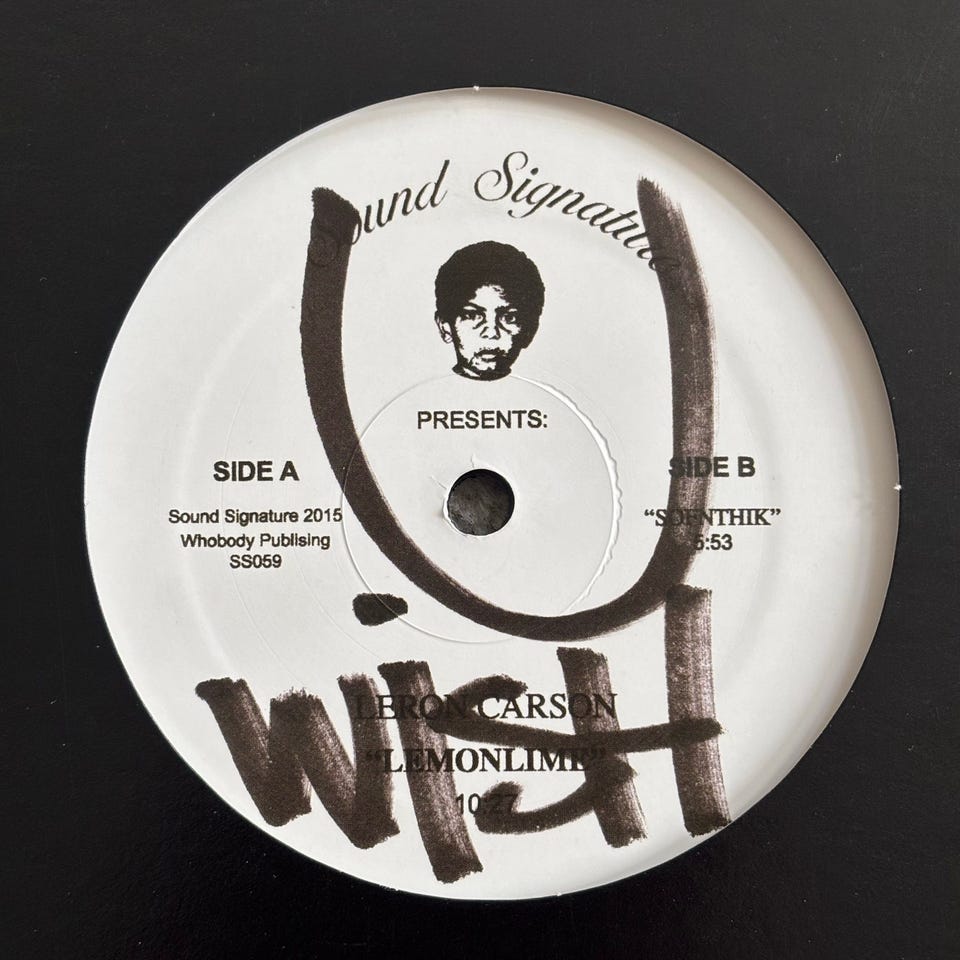 Sound Signature
PRESENTS:
SIDE A
Sound Signature 2015
Whobody Publising
SS059
SIDE B
“SOFNTHIK”
5:53
LERON CARSON
“LEMONLIME”
10:27
U
WISH